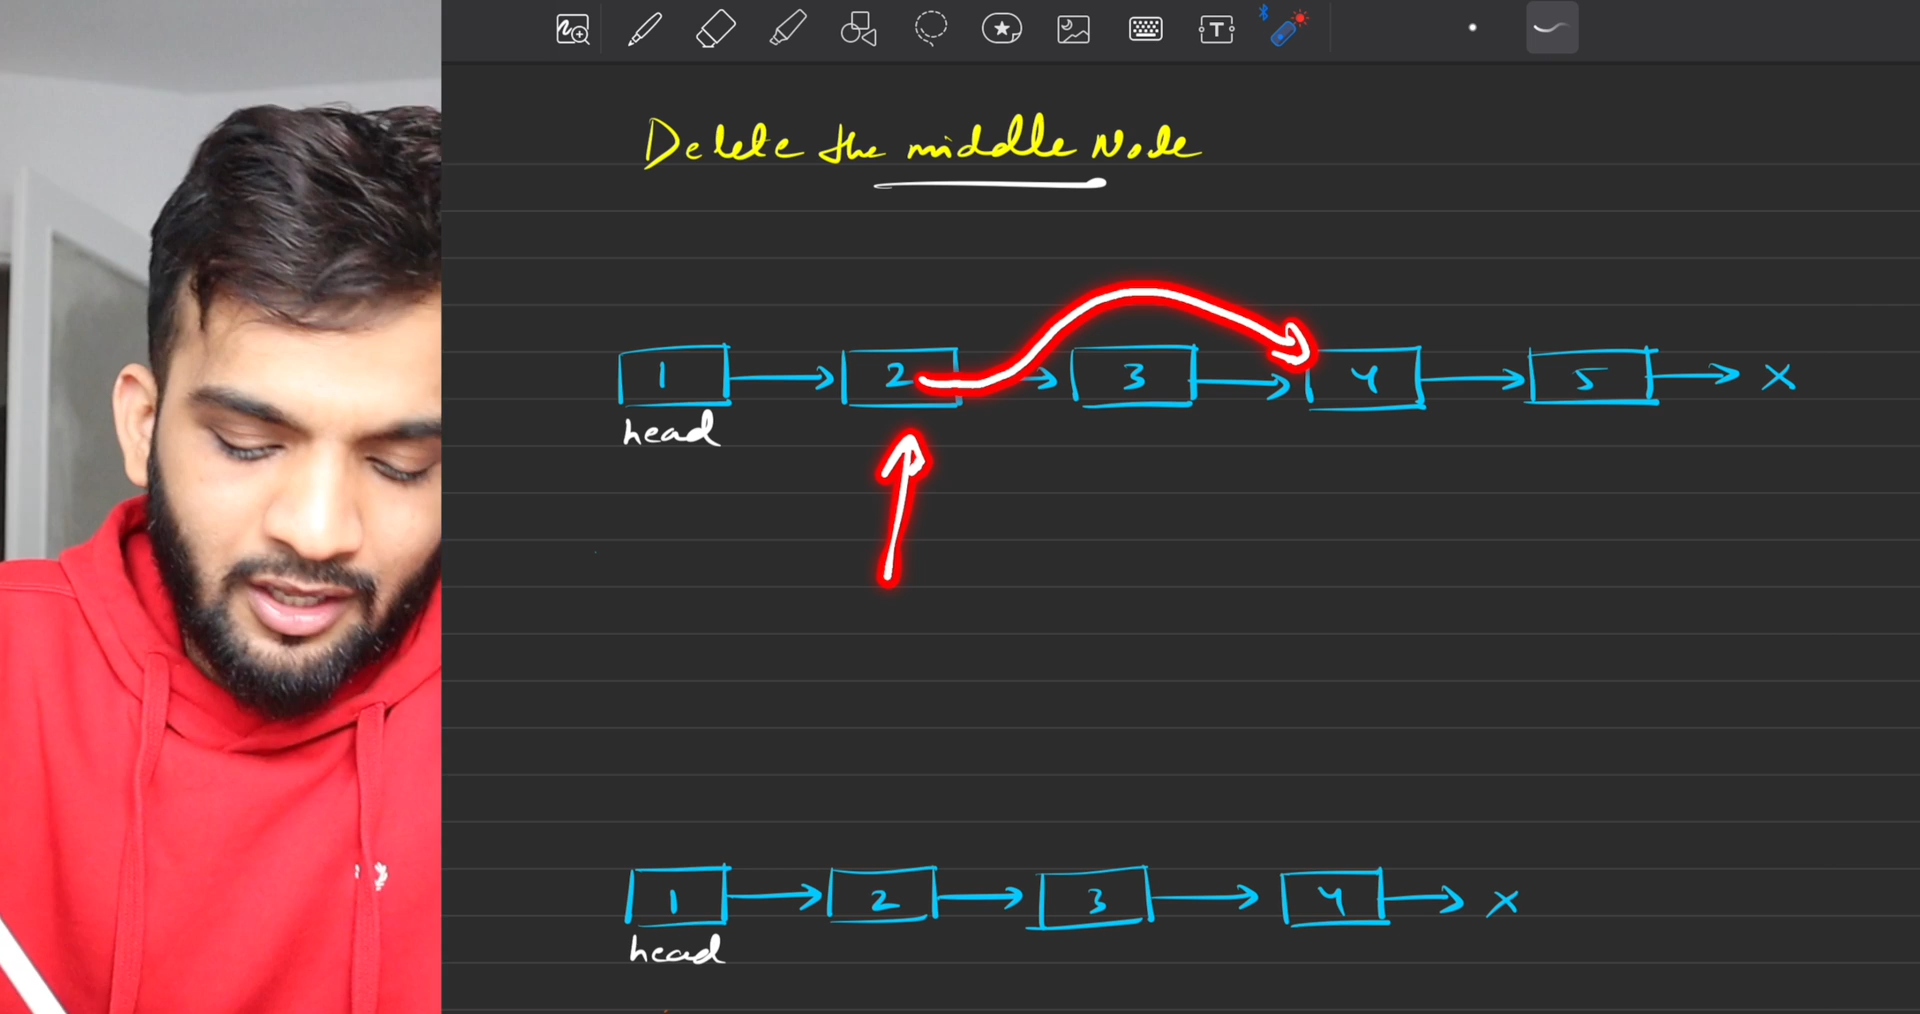 Delete the middle Node
1 2 3 4 5 x
head
1 2 3 4 x
head